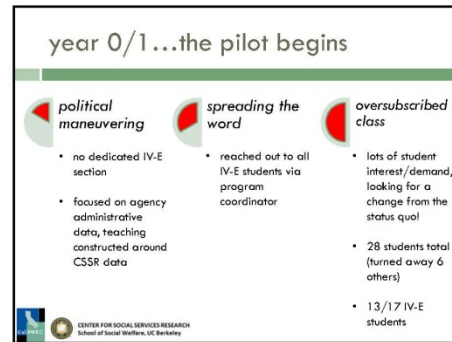 year 0/1...the pilot begins
political
maneuvering
• no dedicated IV-E
section
• focused on agency
administrative
data, teaching
constructed around
CSSR data
spreading the
word
• reached out to all
IV-E students via
program
coordinator
oversubscribed
class
• lots of student
interest/demand,
looking for a
change from the
status quo!
• 28 students total
(turned away 6
others)
• 13/17 IV-E
students
CENTER FOR SOCIAL SERVICES RESEARCH
School of Social Welfare, UC Berkeley